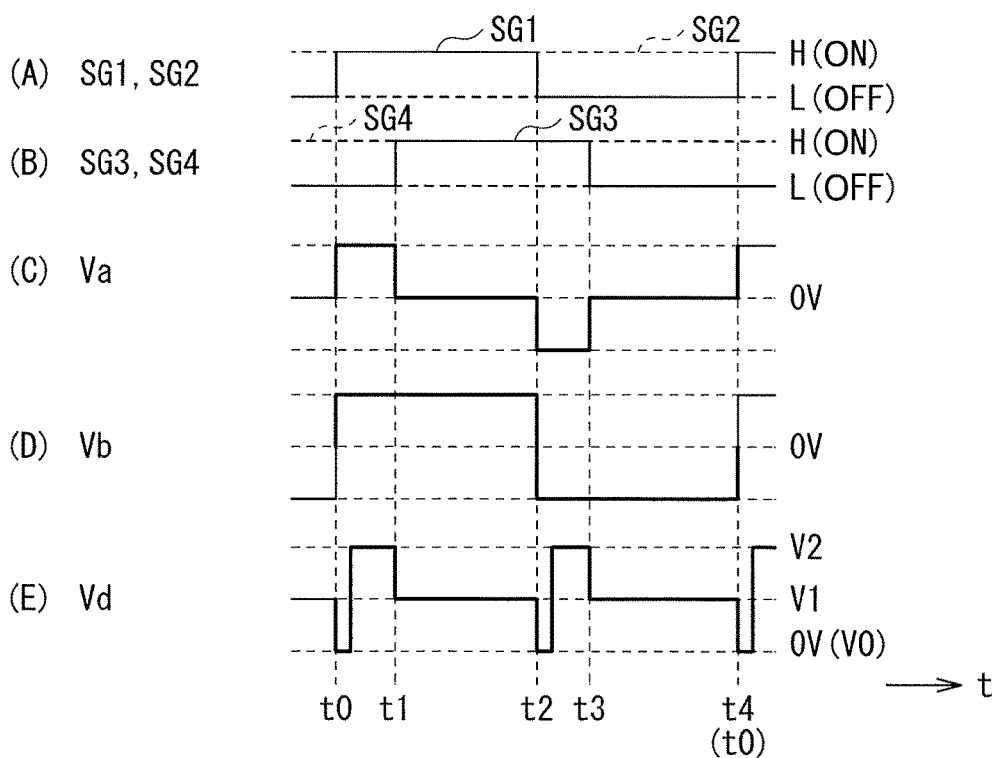 SG1
SG2
H(ON)
(A) SG1, SG2
L(OFF)
SG4
SG3
H(ON)
(B) SG3, SG4
L(OFF)
(C) Va
0V
(D) Vb
0V
V2
(E) Vd
V1
0V(V0)
t
t0 t1 t2 t3 t4
(t0)